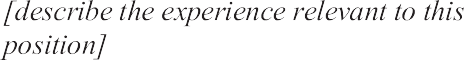 [describe the experience relevant to this
position]